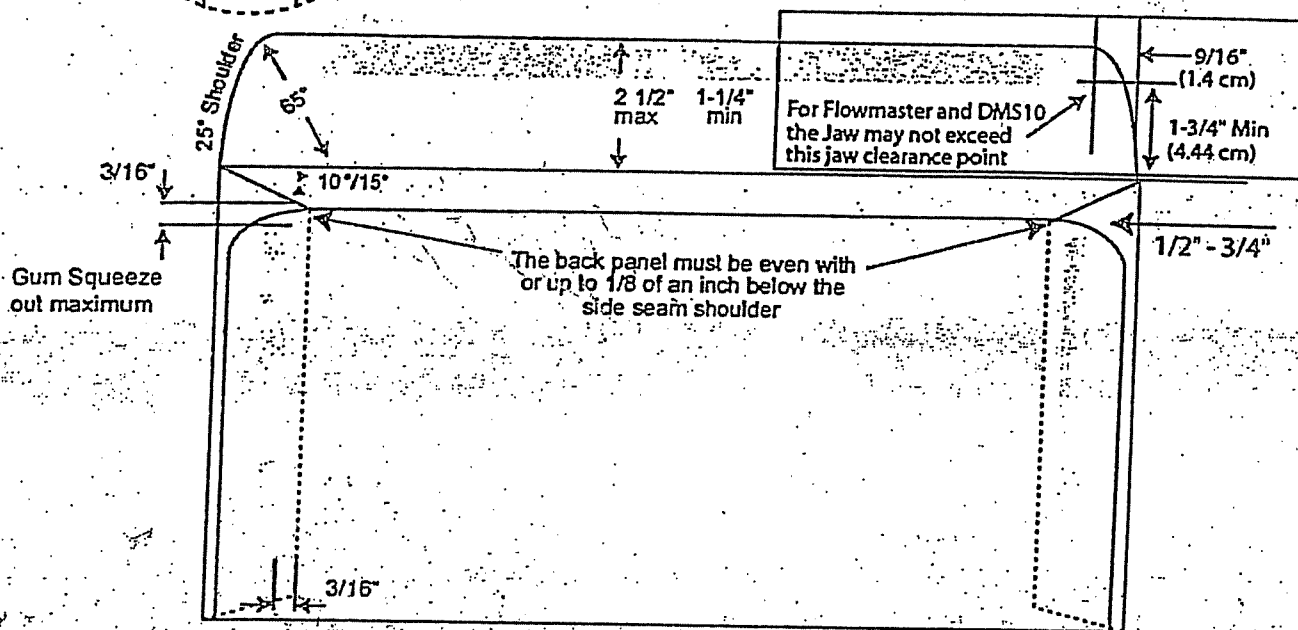 25° Shoulder
65°
2 1/2" 1-1/4"
max min
For Flowmaster and DMS10
the Jaw may not exceed
this jaw clearance point
9/16"
(1.4 cm)
1-3/4" Min
(4.44 cm)
3/16"
10°/15°
Gum Squeeze
out maximum
The back panel must be even with
or up to 1/8 of an inch below the
side seam shoulder
1/2" - 3/4"
3/16"